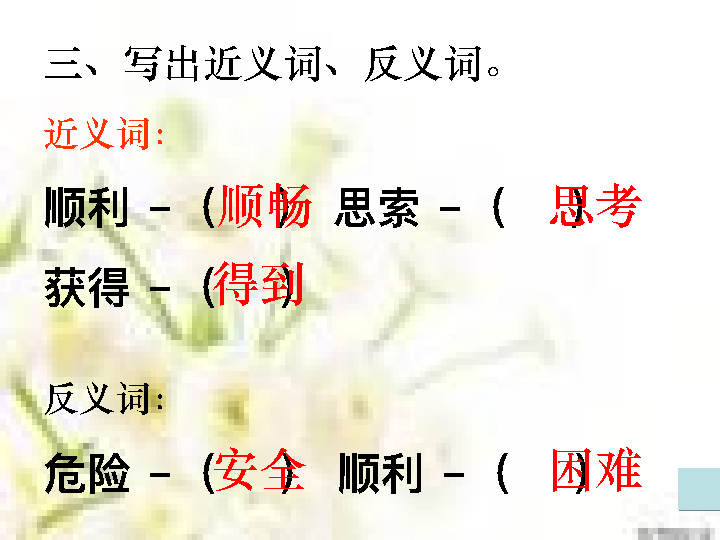 三、写出近义词、反义词。
近义词：
顺利 －（顺畅） 思索 －（ 思考）
获得 －（得到）
反义词：
危险 －（安全） 顺利 －（ 困难）